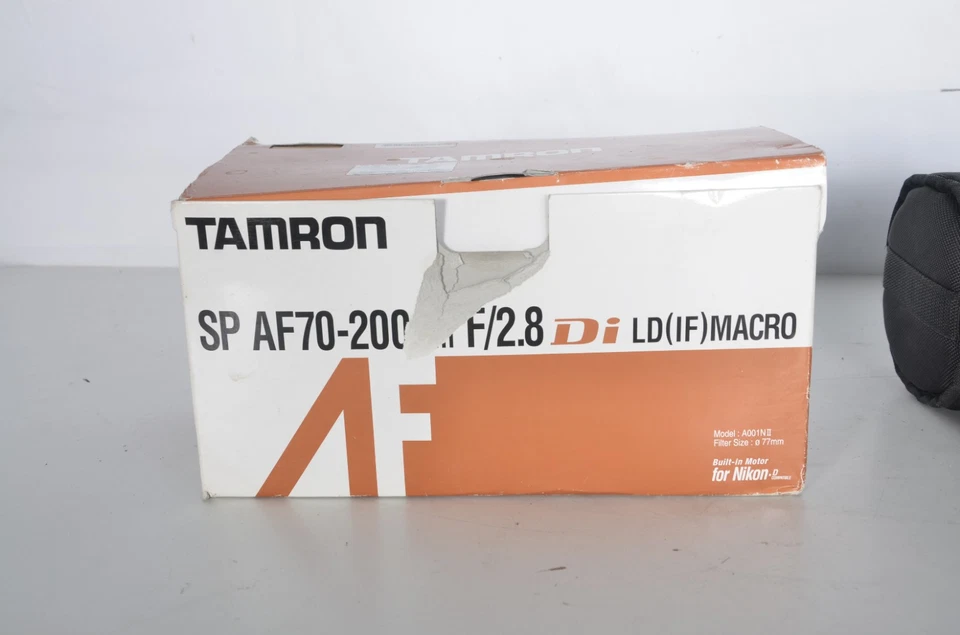 TAMRON
TAMRON
SP AF70-200 F/2.8 Di LD(IF)MACRO
AF
Model : A001NII
Filter Size : ø 77mm
Built-in Motor
for Nikon-D